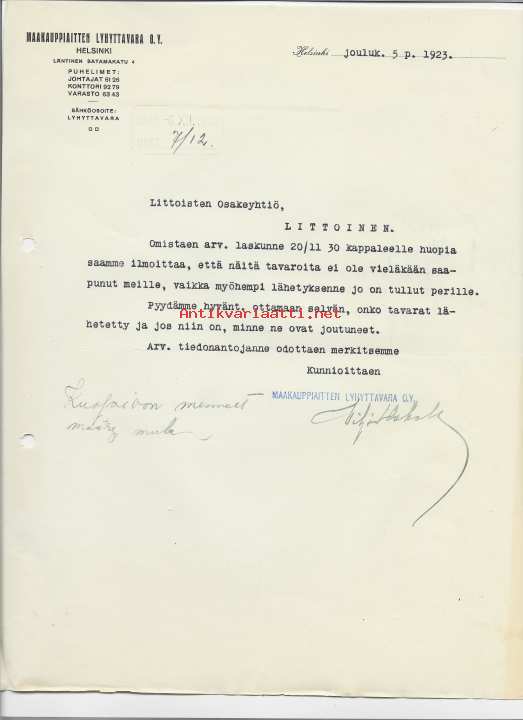 MAAKAUPPIAITTEN LYHYTTAVARA O.Y.
HELSINKI
LÄNTINEN SATAMAKATU 4
PUHELIMET:
JOHTAJAT 61 26
KONTTORI 92 79
VARASTO 63 43
SÄHKÖOSOITE:
LYHYTTAVARA
Helsinki jouluk. 5 p. 1923.
7/12.
Littoisten Osakeyhtiö,
LITTOINEN.
Omistaen arv. laskunne 20/11 30 kappaleelle huopia
saamme ilmoittaa, että näitä tavaroita ei ole vieläkään saa-
punut meille, vaikka myöhempi lähetyksenne jo on tullut perille.
Pyydämme hyvänt. ottamaan selvän, onko tavarat lä-
hetetty ja jos niin on, minne ne ovat joutuneet.
Antikvariaatti.net
Arv. tiedonantojanne odottaen merkitsemme
Kunnioittaen
MAAKAUPPIAITTEN LYHYTTAVARA O.Y.
Kuopioon menneet